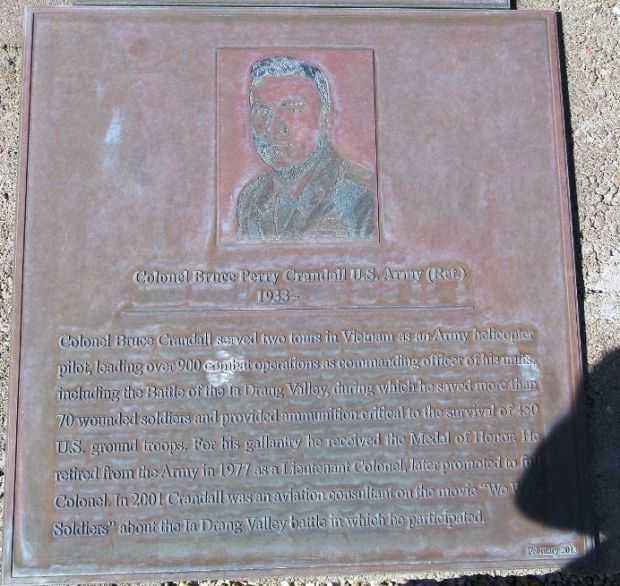 Colonel Bruce Perry Crandall U.S. Army (Ret.)
1933 -
Colonel Bruce Crandall served two tours in Vietnam as an Army helicopter
pilot, leading over 900 combat operations as commanding officer of his units,
including the Battle of the Ia Drang Valley, during which he saved more than
70 wounded soldiers and provided ammunition critical to the survival of 450
U.S. ground troops. For his gallantry he received the Medal of Honor. He
retired from the Army in 1977 as a Lieutenant Colonel, later promoted to
Colonel. In 2001 Crandall was an aviation consultant on the movie "We
Soldiers" about the Ia Drang Valley battle in which he participated.
February